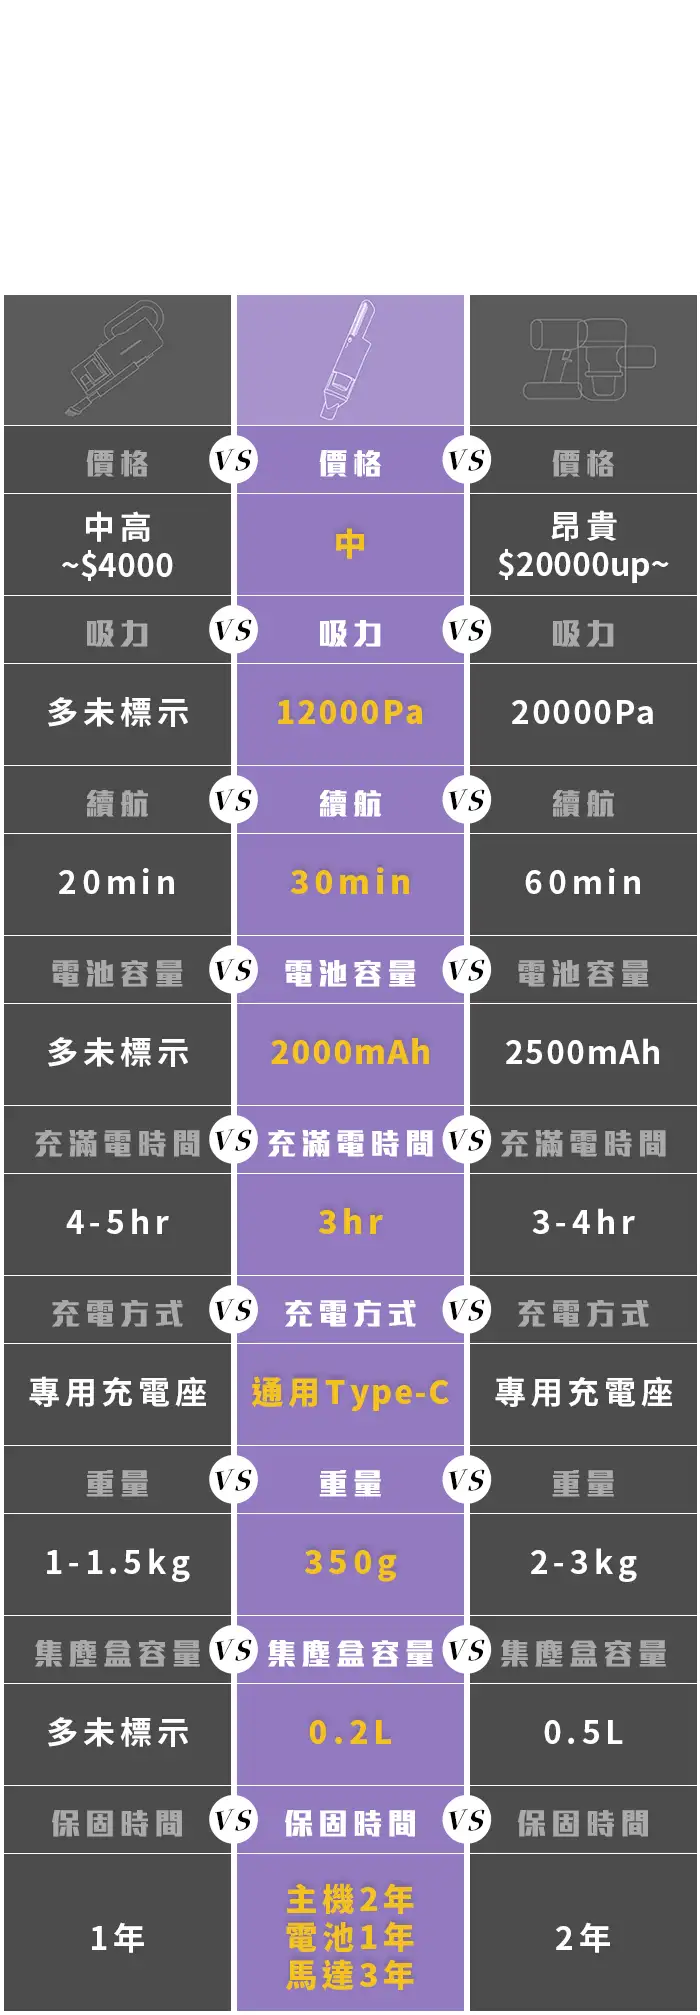 價格 VS 價格 VS 價格
中高 中 昂貴
~$4000 $20000up~
吸力 VS 吸力 VS 吸力
多未標示 12000Pa 20000Pa
續航 VS 續航 VS 續航
20min 30min 60min
電池容量 VS 電池容量 VS 電池容量
多未標示 2000mAh 2500mAh
充滿電時間 VS 充滿電時間 VS 充滿電時間
4-5hr 3hr 3-4hr
充電方式 VS 充電方式 VS 充電方式
專用充電座 通用Type-C 專用充電座
重量 VS 重量 VS 重量
1-1.5kg 350g 2-3kg
集塵盒容量 VS 集塵盒容量 VS 集塵盒容量
多未標示 0.2L 0.5L
保固時間 VS 保固時間 VS 保固時間
主機2年
1年 電池1年 2年
馬達3年